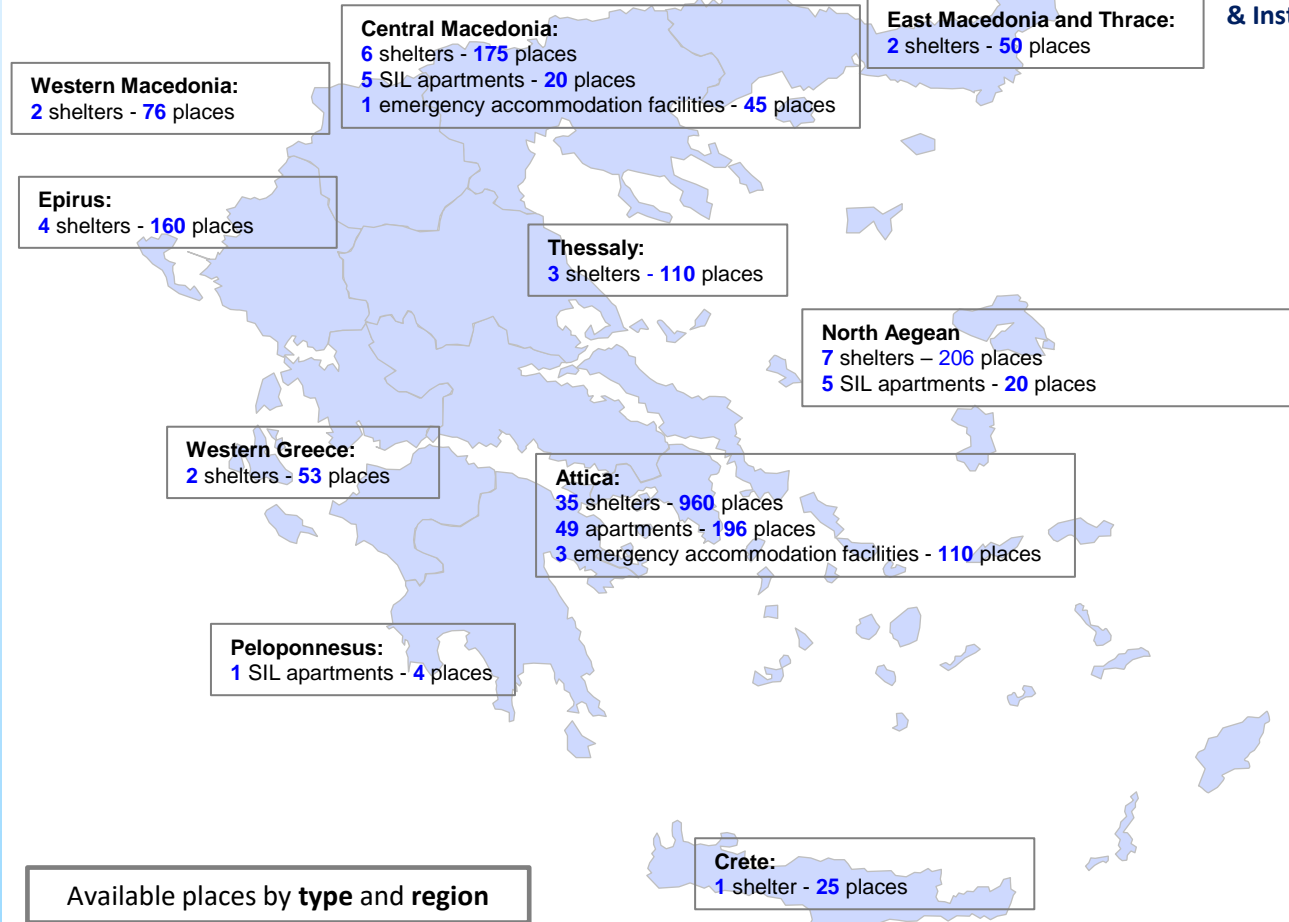 Central Macedonia:
6 shelters - 175 places
5 SIL apartments - 20 places
1 emergency accommodation facilities - 45 places
East Macedonia and Thrace:
2 shelters - 50 places
Western Macedonia:
2 shelters - 76 places
Epirus:
4 shelters - 160 places
Thessaly:
3 shelters - 110 places
North Aegean
7 shelters – 206 places
5 SIL apartments - 20 places
Western Greece:
2 shelters - 53 places
Attica:
35 shelters - 960 places
49 apartments - 196 places
3 emergency accommodation facilities - 110 places
Peloponnesus:
1 SIL apartments - 4 places
Crete:
1 shelter - 25 places
Available places by type and region